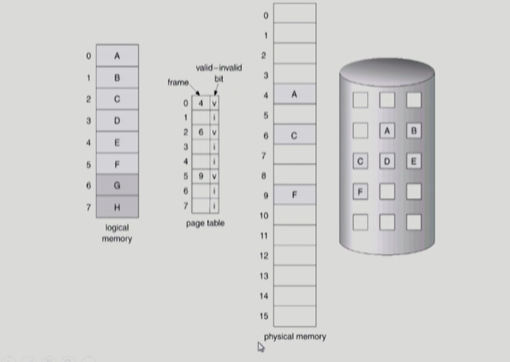 0 A
1 B
2 C
3 D
4 E
5 F
6 G
7 H
logical
memory
valid–invalid
frame bit
0 4 v
1 i
2 6 v
3 i
4 i
5 9 v
6 i
7 i
page table
0
1
2
3
4 A
5
6 C
7
8
9 F
10
11
12
13
14
15
physical memory
A B
C D E
F